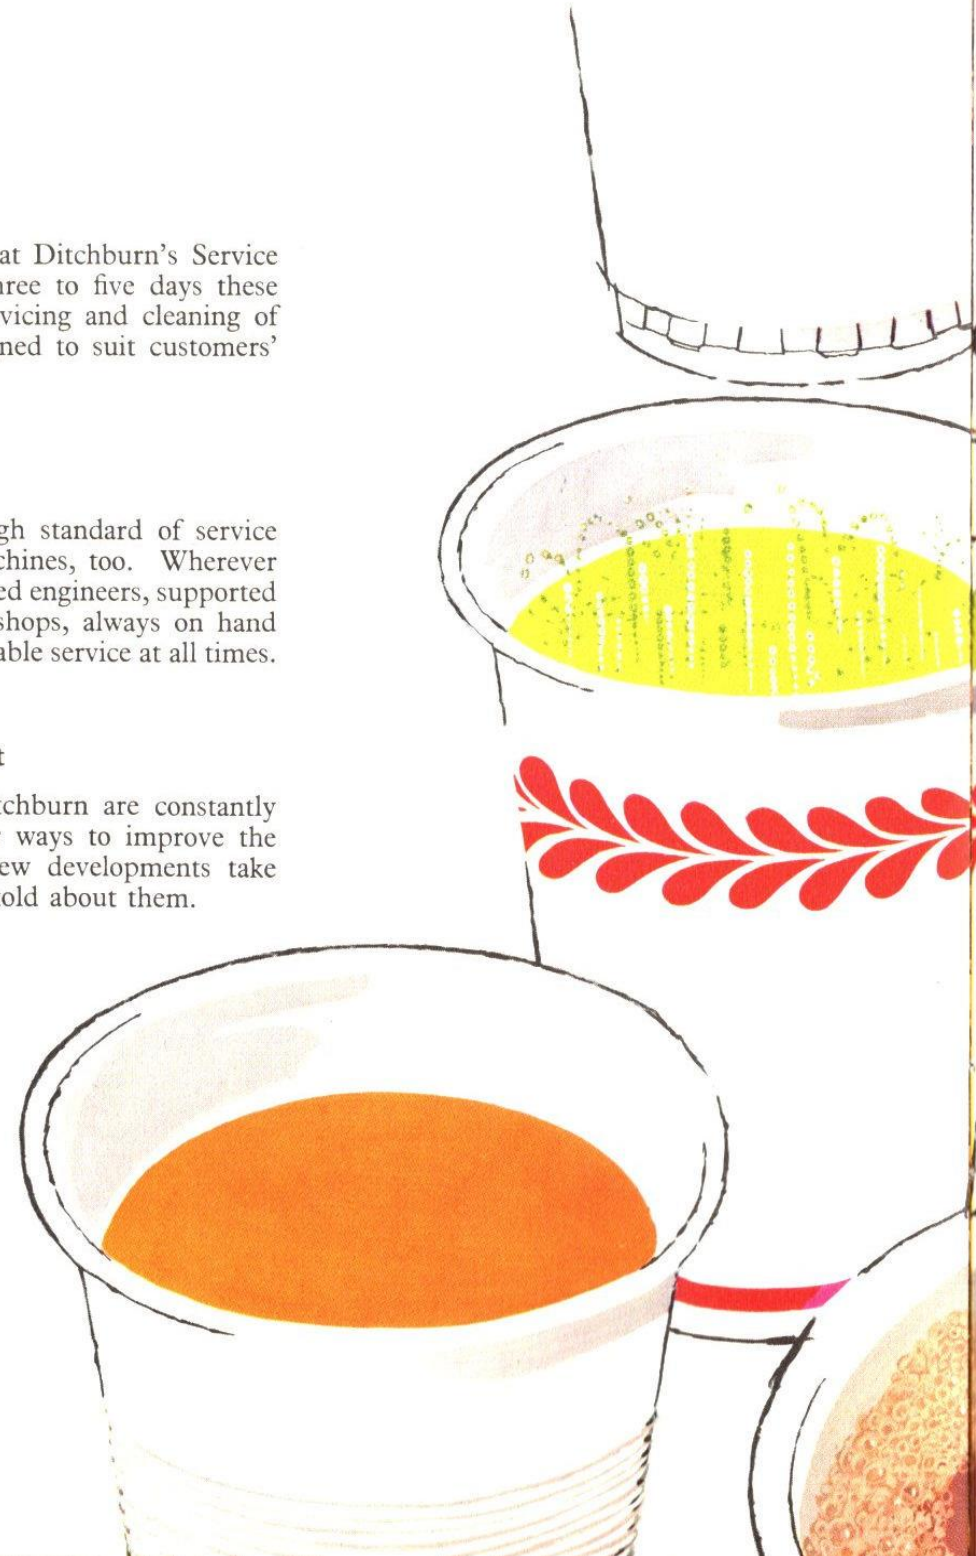 at Ditchburn's Service
three to five days these
vicing and cleaning of
ned to suit customers'
gh standard of service
chines, too. Wherever
ed engineers, supported
shops, always on hand
able service at all times.
t
tchburn are constantly
ways to improve the
ew developments take
told about them.